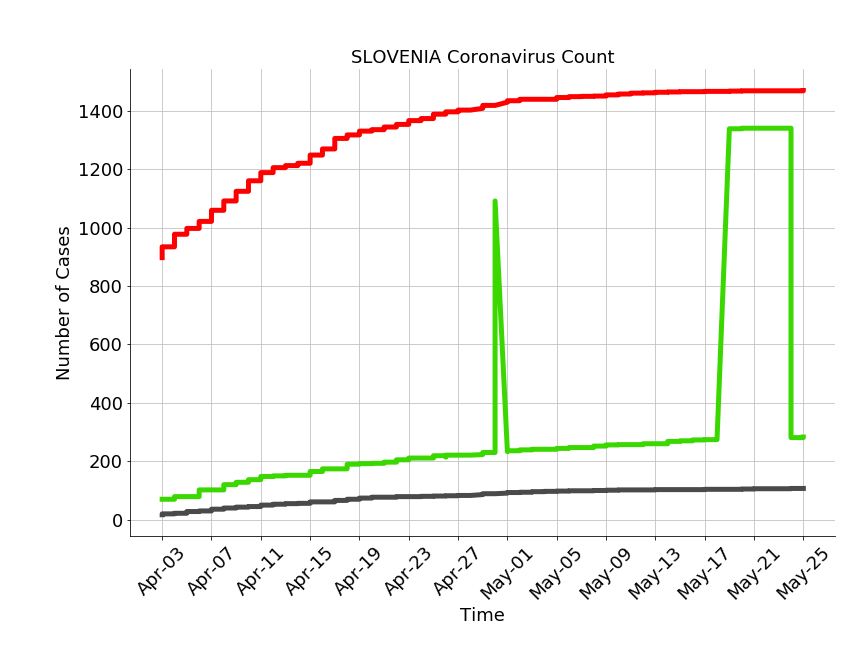 SLOVENIA Coronavirus Count
Number of Cases
1400
1200
1000
800
600
400
200
0
Apr-03
Apr-07
Apr-11
Apr-15
Apr-19
Apr-23
Apr-27
May-01
May-05
May-09
May-13
May-17
May-21
May-25
Time